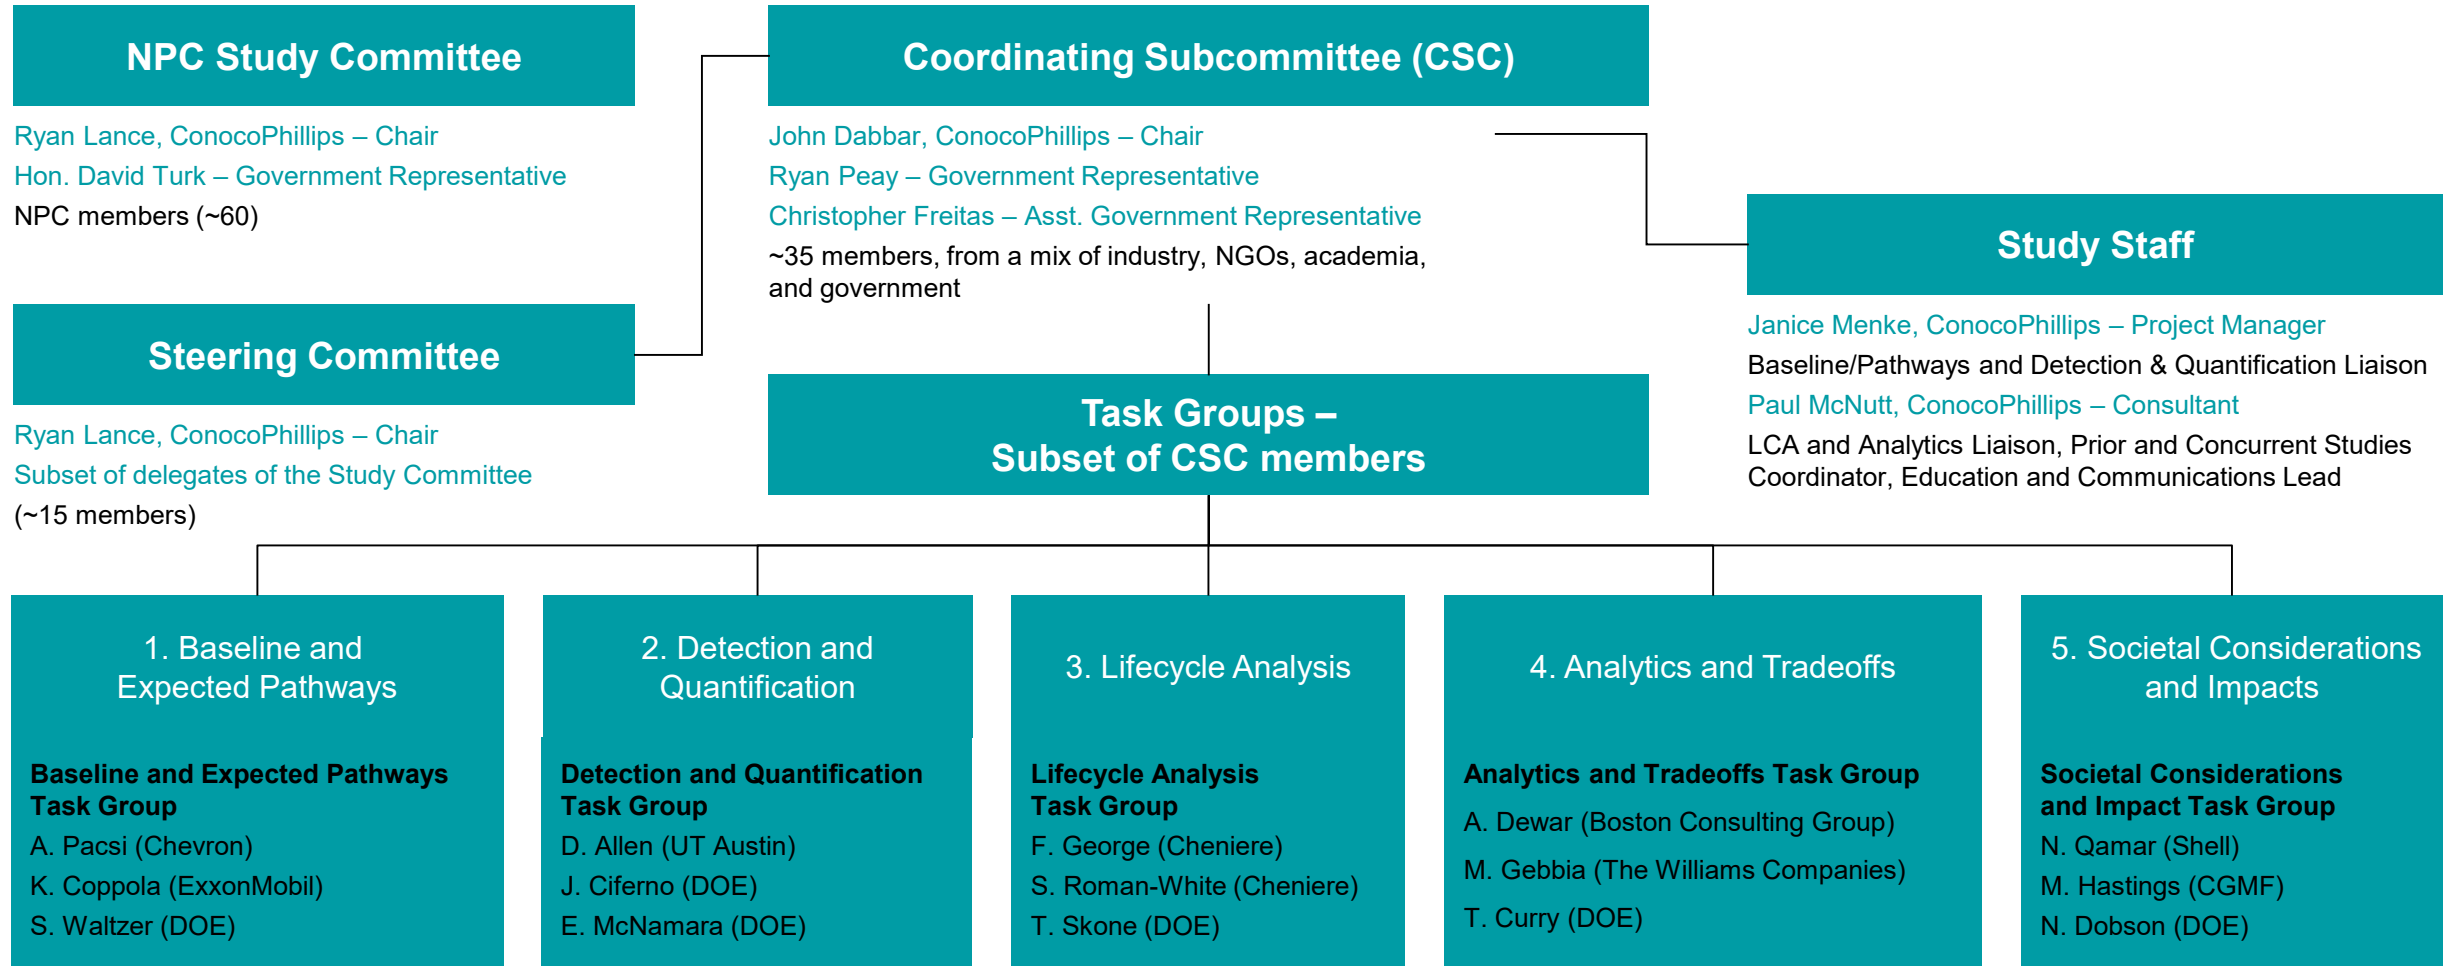 NPC Study Committee
Ryan Lance, ConocoPhillips – Chair
Hon. David Turk – Government Representative
NPC members (~60)
Steering Committee
Ryan Lance, ConocoPhillips – Chair
Subset of delegates of the Study Committee
(~15 members)
Coordinating Subcommittee (CSC)
John Dabbar, ConocoPhillips – Chair
Ryan Peay – Government Representative
Christopher Freitas – Asst. Government Representative
~35 members, from a mix of industry, NGOs, academia,
and government
Task Groups –
Subset of CSC members
Study Staff
Janice Menke, ConocoPhillips – Project Manager
Baseline/Pathways and Detection & Quantification Liaison
Paul McNutt, ConocoPhillips – Consultant
LCA and Analytics Liaison, Prior and Concurrent Studies
Coordinator, Education and Communications Lead
1. Baseline and
Expected Pathways
Baseline and Expected Pathways
Task Group
A. Pacsi (Chevron)
K. Coppola (ExxonMobil)
S. Waltzer (DOE)
2. Detection and
Quantification
Detection and Quantification
Task Group
D. Allen (UT Austin)
J. Ciferno (DOE)
E. McNamara (DOE)
3. Lifecycle Analysis
Lifecycle Analysis
Task Group
F. George (Cheniere)
S. Roman-White (Cheniere)
T. Skone (DOE)
4. Analytics and Tradeoffs
Analytics and Tradeoffs Task Group
A. Dewar (Boston Consulting Group)
M. Gebbia (The Williams Companies)
T. Curry (DOE)
5. Societal Considerations
and Impacts
Societal Considerations
and Impact Task Group
N. Qamar (Shell)
M. Hastings (CGMF)
N. Dobson (DOE)